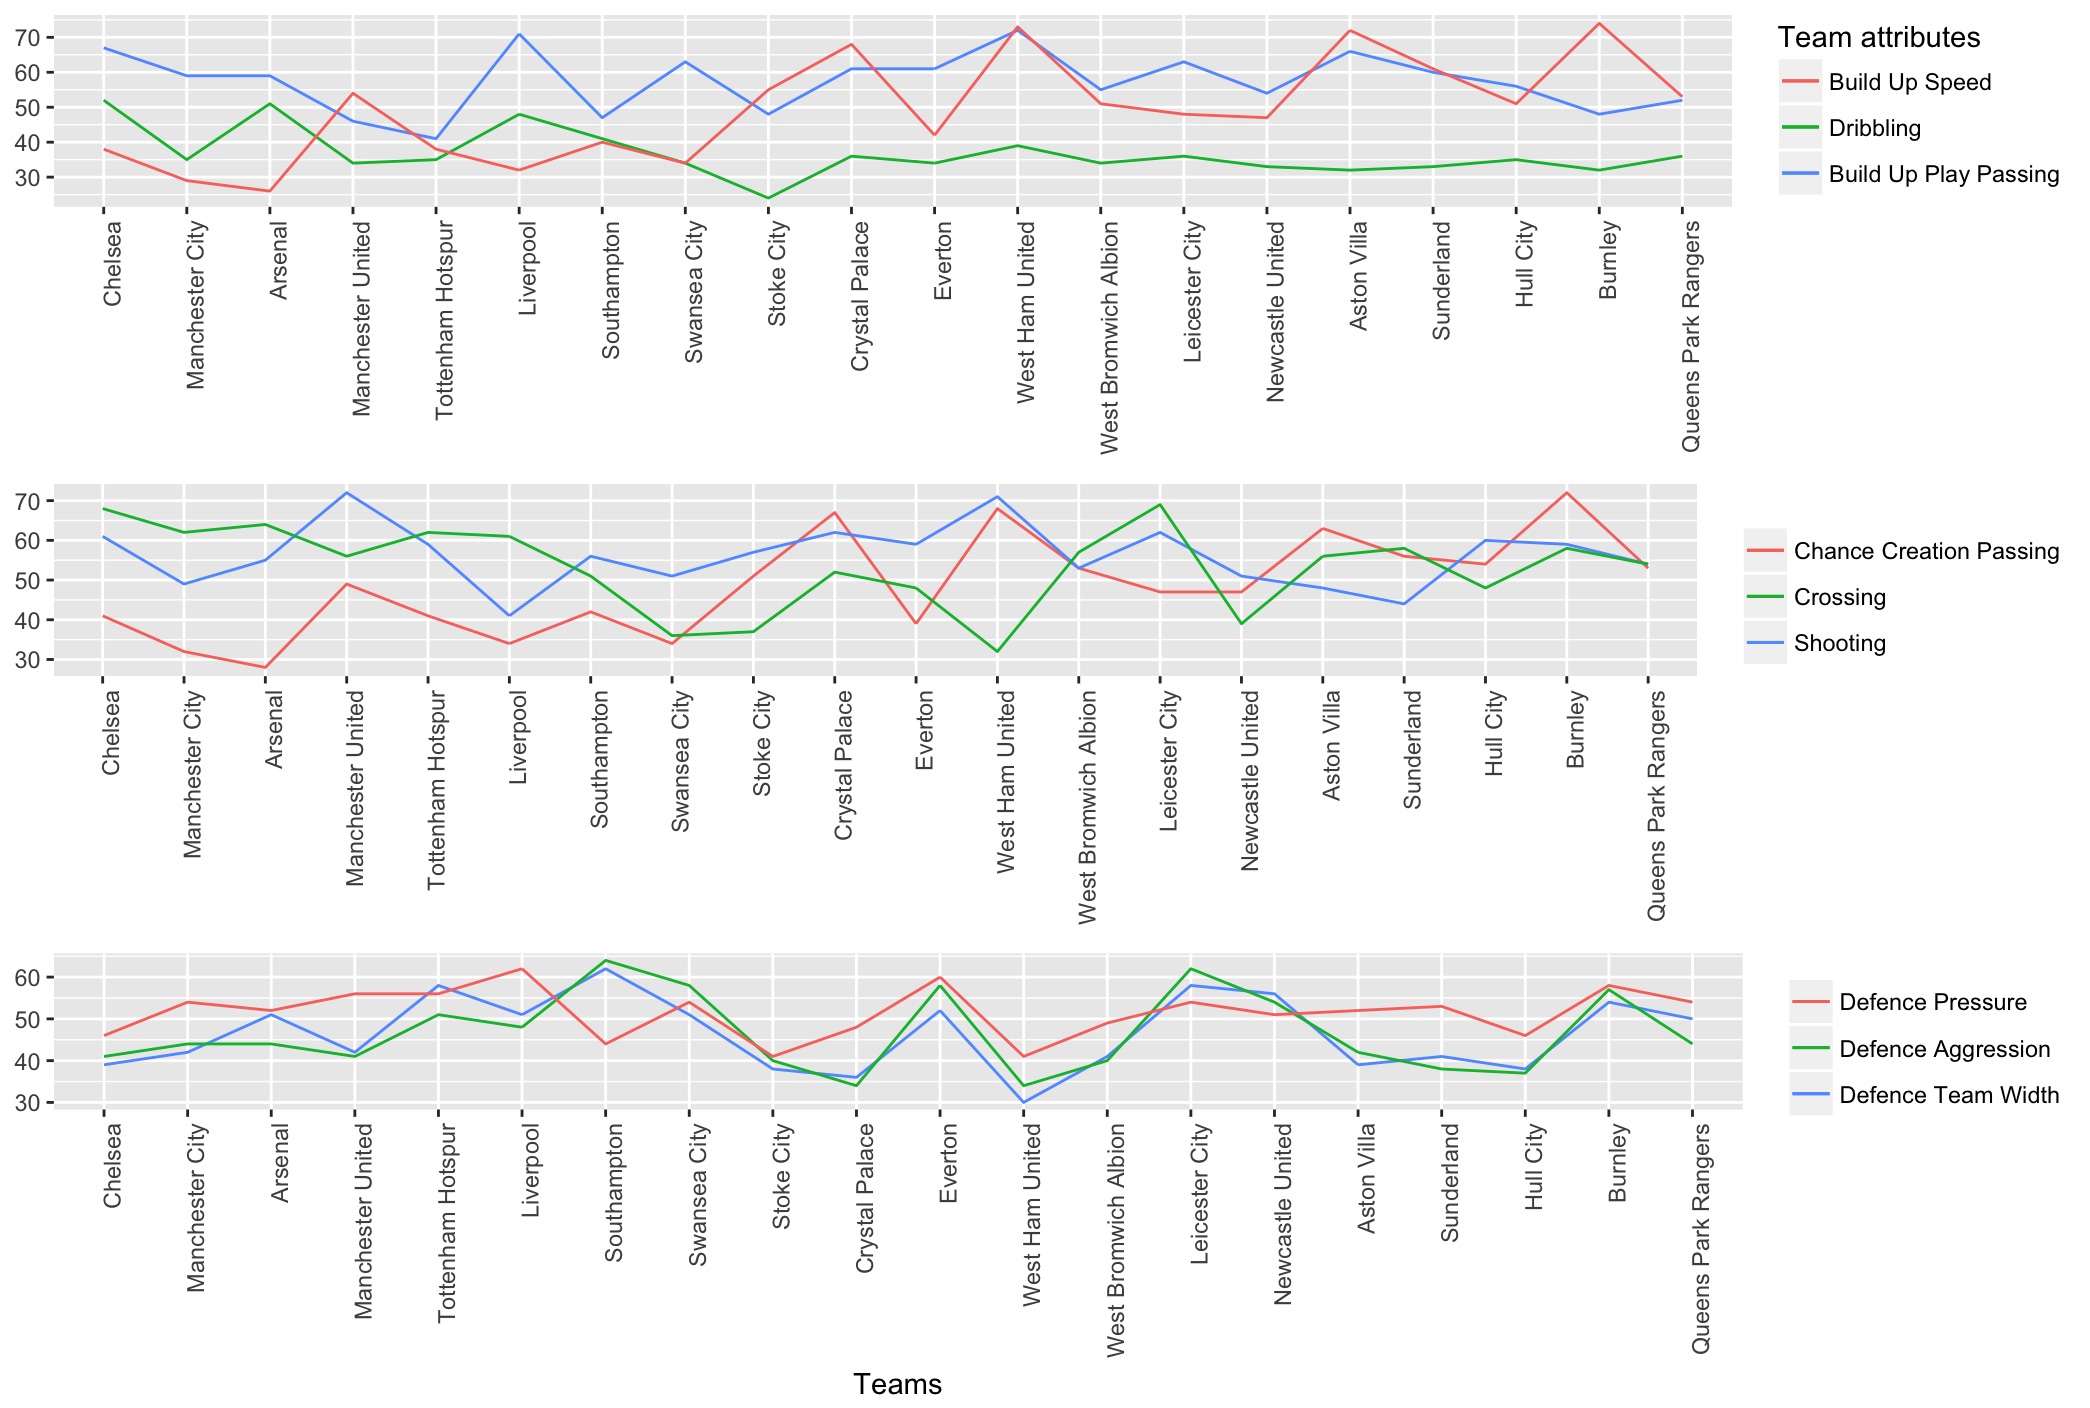 70
60
50
40
30
Chelsea
Manchester City
Arsenal
Manchester United
Tottenham Hotspur
Liverpool
Southampton
Swansea City
Stoke City
Crystal Palace
Everton
West Ham United
West Bromwich Albion
Leicester City
Newcastle United
Aston Villa
Sunderland
Hull City
Burnley
Queens Park Rangers
Team attributes
Build Up Speed
Dribbling
Build Up Play Passing
70
60
50
40
30
Chelsea
Manchester City
Arsenal
Manchester United
Tottenham Hotspur
Liverpool
Southampton
Swansea City
Stoke City
Crystal Palace
Everton
West Ham United
West Bromwich Albion
Leicester City
Newcastle United
Aston Villa
Sunderland
Hull City
Burnley
Queens Park Rangers
Chance Creation Passing
Crossing
Shooting
60
50
40
30
Chelsea
Manchester City
Arsenal
Manchester United
Tottenham Hotspur
Liverpool
Southampton
Swansea City
Stoke City
Crystal Palace
Everton
West Ham United
West Bromwich Albion
Leicester City
Newcastle United
Aston Villa
Sunderland
Hull City
Burnley
Queens Park Rangers
Defence Pressure
Defence Aggression
Defence Team Width
Teams